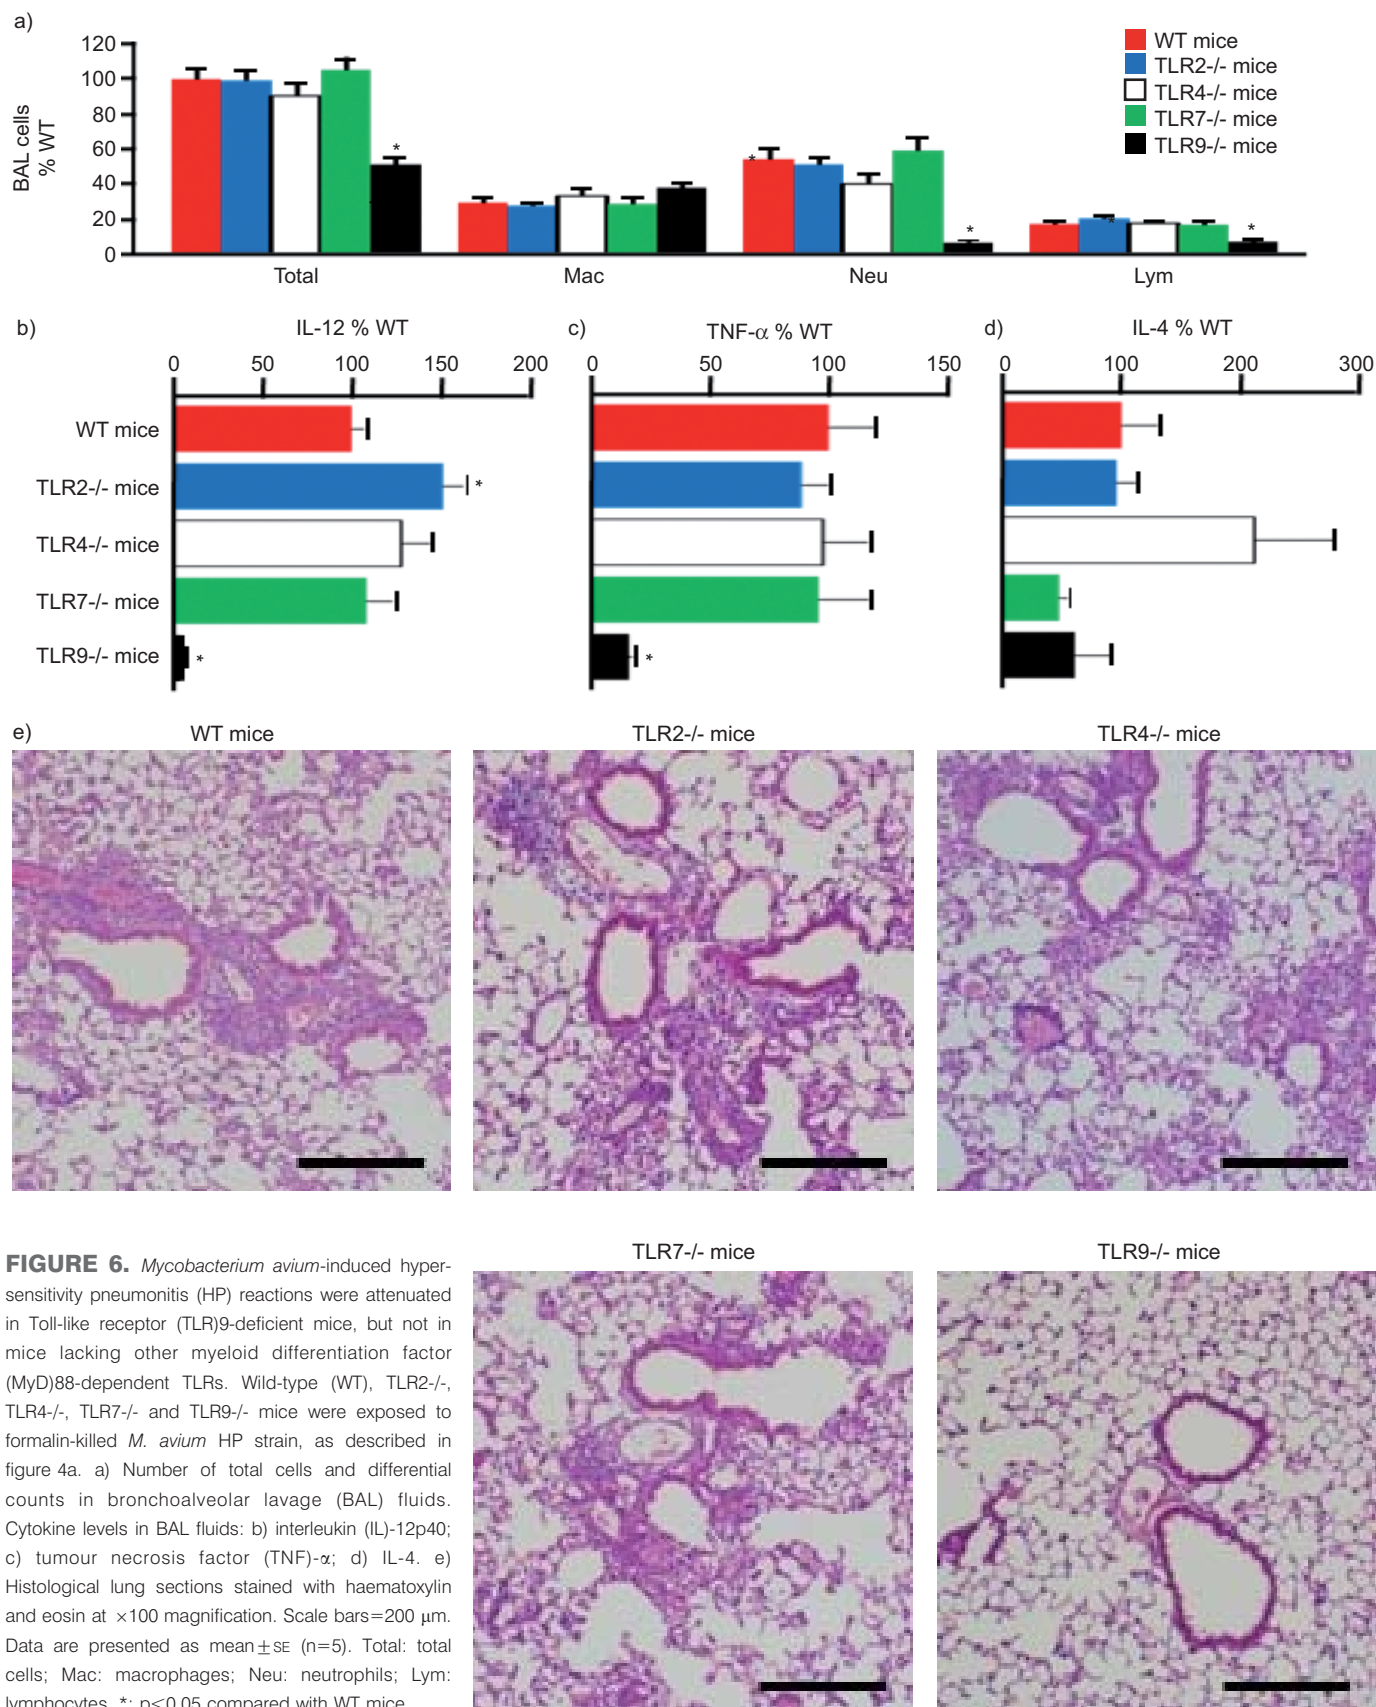 a)
120
100
80
60
40
20
0
BAL cells
% WT
WT mice
TLR2-/- mice
TLR4-/- mice
TLR7-/- mice
TLR9-/- mice
*
*
*
*
*
Total
Mac
Neu
Lym
b)
IL-12 % WT
0 50 100 150 200
WT mice
TLR2-/- mice
*
TLR4-/- mice
TLR7-/- mice
TLR9-/- mice
*
c)
TNF-α % WT
0 50 100 150
*
d)
IL-4 % WT
0 100 200 300
e)
WT mice
TLR2-/- mice
TLR4-/- mice
TLR7-/- mice
TLR9-/- mice
FIGURE 6. Mycobacterium avium-induced hyper-
sensitivity pneumonitis (HP) reactions were attenuated
in Toll-like receptor (TLR)9-deficient mice, but not in
mice lacking other myeloid differentiation factor
(MyD)88-dependent TLRs. Wild-type (WT), TLR2-/-,
TLR4-/-, TLR7-/- and TLR9-/- mice were exposed to
formalin-killed M. avium HP strain, as described in
figure 4a. a) Number of total cells and differential
counts in bronchoalveolar lavage (BAL) fluids.
Cytokine levels in BAL fluids: b) interleukin (IL)-12p40;
c) tumour necrosis factor (TNF)-α; d) IL-4. e)
Histological lung sections stained with haematoxylin
and eosin at ×100 magnification. Scale bars=200 μm.
Data are presented as mean±SE (n=5). Total: total
cells; Mac: macrophages; Neu: neutrophils; Lym:
lymphocytes. *: p<0.05 compared with WT mice.